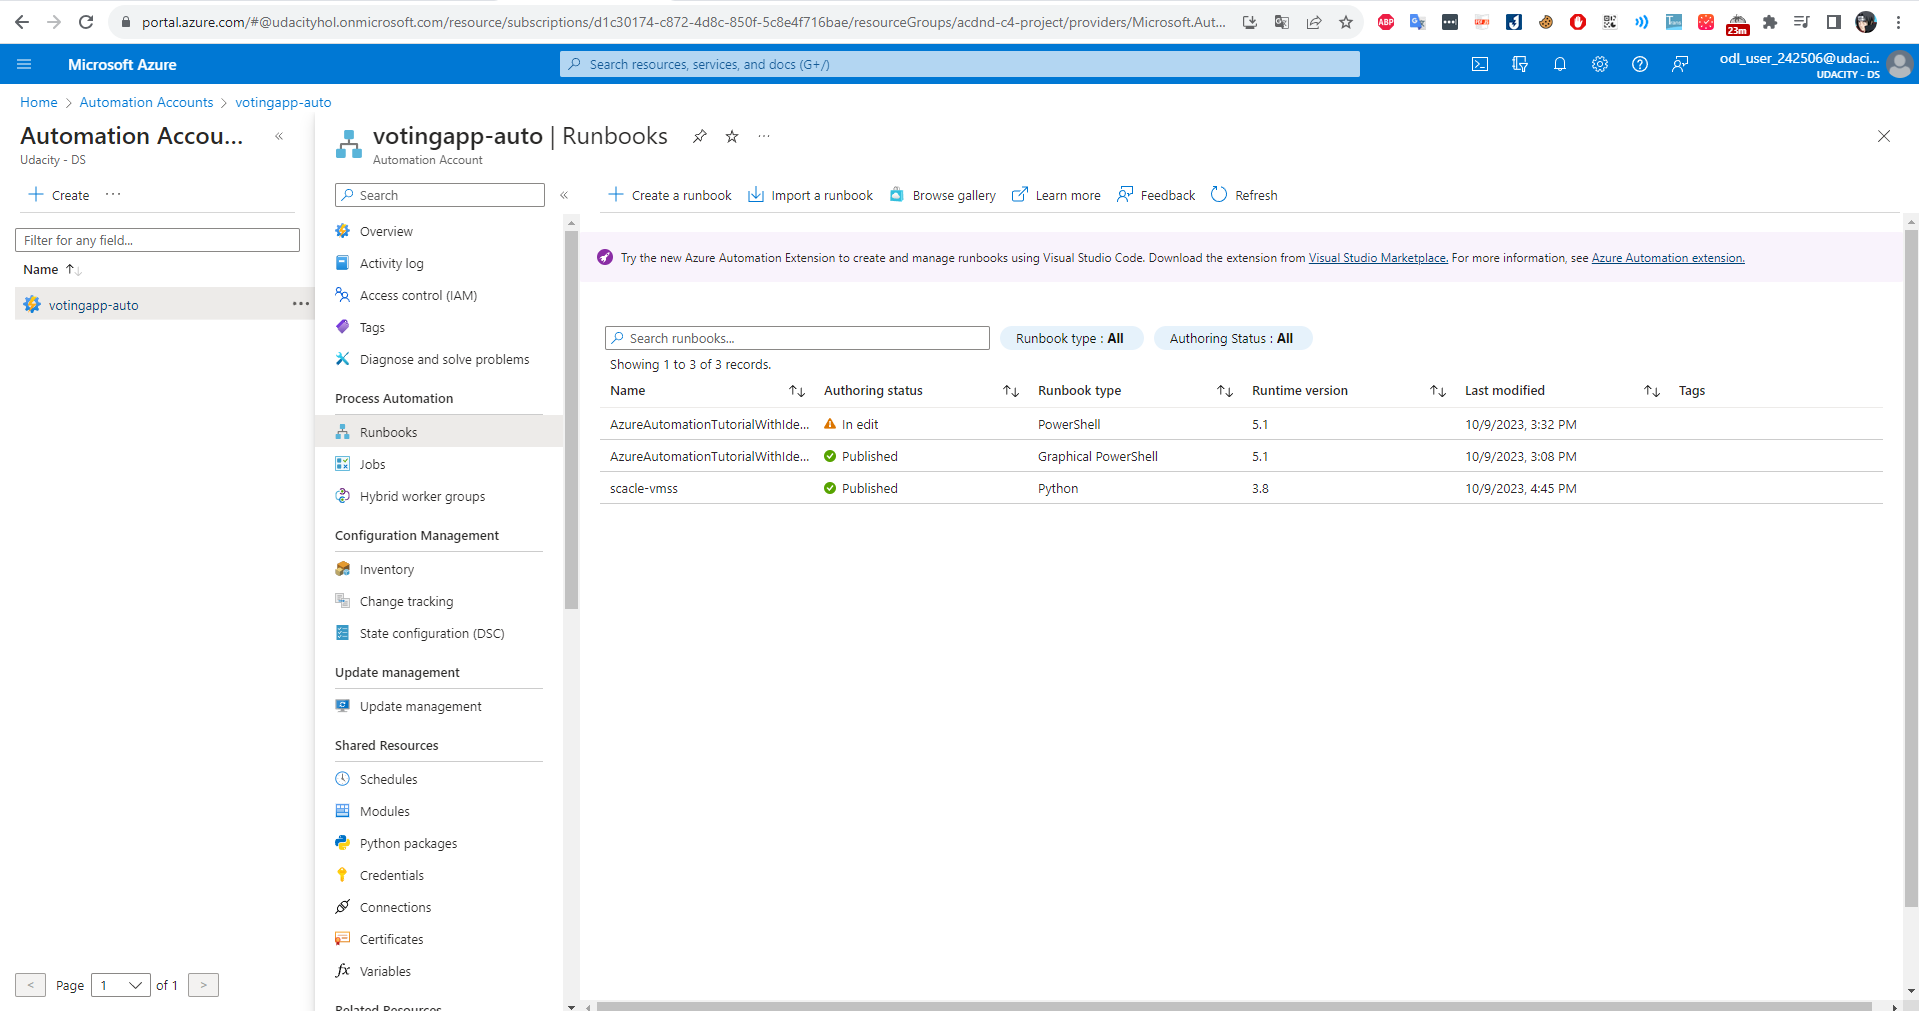 portal.azure.com/#@udacityhol.onmicrosoft.com/resource/subscriptions/d1c30174-c872-4d8c-850f-5c8e4f716bae/resourceGroups/acdnd-c4-project/providers/Microsoft.Aut...
ABP
23m
Microsoft Azure
Search resources, services, and docs (G+/)
odl_user_242506@udaci...
UDACITY - DS
Home > Automation Accounts > votingapp-auto
Automation Accou...
Udacity - DS
Create
Filter for any field...
Name
votingapp-auto
< Page 1 of 1 >
votingapp-auto | Runbooks
Automation Account
Search
Overview
Activity log
Access control (IAM)
Tags
Diagnose and solve problems
Process Automation
Runbooks
Jobs
Hybrid worker groups
Configuration Management
Inventory
Change tracking
State configuration (DSC)
Update management
Update management
Shared Resources
Schedules
Modules
Python packages
Credentials
Connections
Certificates
Variables
Related Resources
Create a runbook Import a runbook Browse gallery Learn more Feedback Refresh
Try the new Azure Automation Extension to create and manage runbooks using Visual Studio Code. Download the extension from Visual Studio Marketplace. For more information, see Azure Automation extension.
Search runbooks... Runbook type : All Authoring Status : All
Showing 1 to 3 of 3 records.
Name Authoring status Runbook type Runtime version Last modified Tags
AzureAutomationTutorialWithIde... In edit PowerShell 5.1 10/9/2023, 3:32 PM
AzureAutomationTutorialWithIde... Published Graphical PowerShell 5.1 10/9/2023, 3:08 PM
scacle-vmss Published Python 3.8 10/9/2023, 4:45 PM